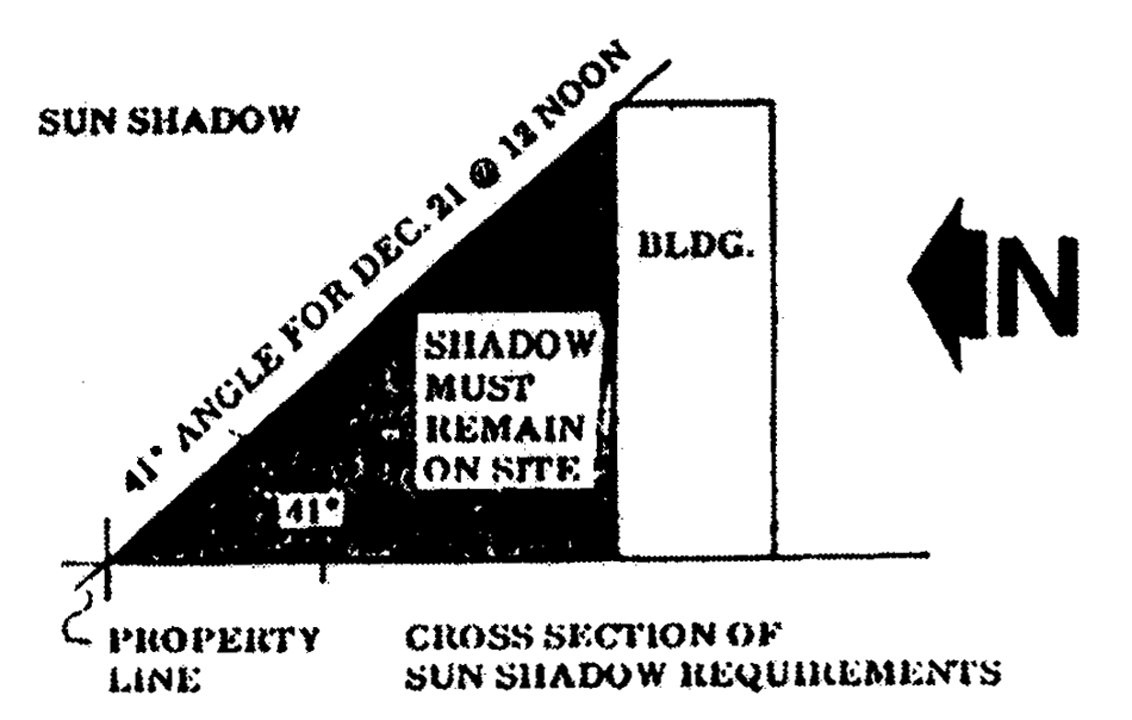 SUN SHADOW
41° ANGLE FOR DEC. 21 @ 12 NOON
BLDG.
N
SHADOW
MUST
REMAIN
ON SITE
41°
PROPERTY
LINE
CROSS SECTION OF
SUN SHADOW REQUIREMENTS